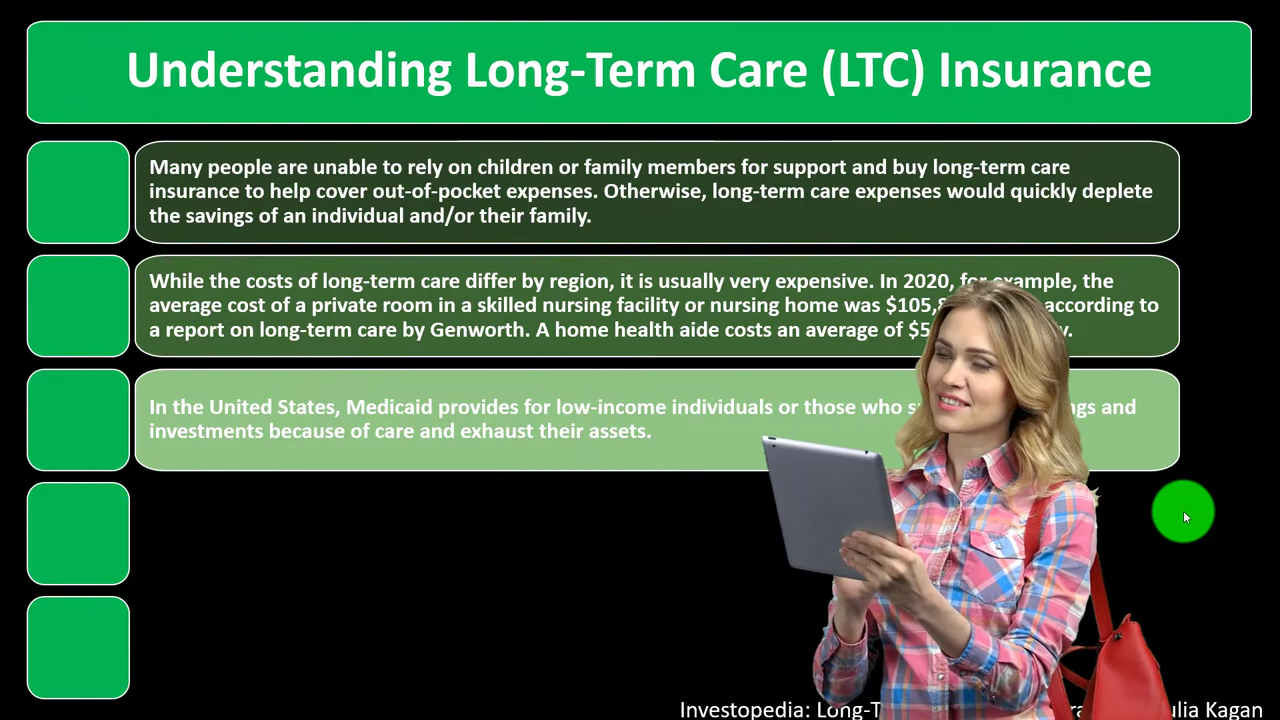 Understanding Long-Term Care (LTC) Insurance
Many people are unable to rely on children or family members for support and buy long-term care
insurance to help cover out-of-pocket expenses. Otherwise, long-term care expenses would quickly deplete
the savings of an individual and/or their family.
While the costs of long-term care differ by region, it is usually very expensive. In 2020, for example, the
average cost of a private room in a skilled nursing facility or nursing home was according to
a report on long-term care by Genworth. A home health aide costs an average of
In the United States, Medicaid provides for low-income individuals or those who and
investments because of care and exhaust their assets.
Investopedia: Kagan